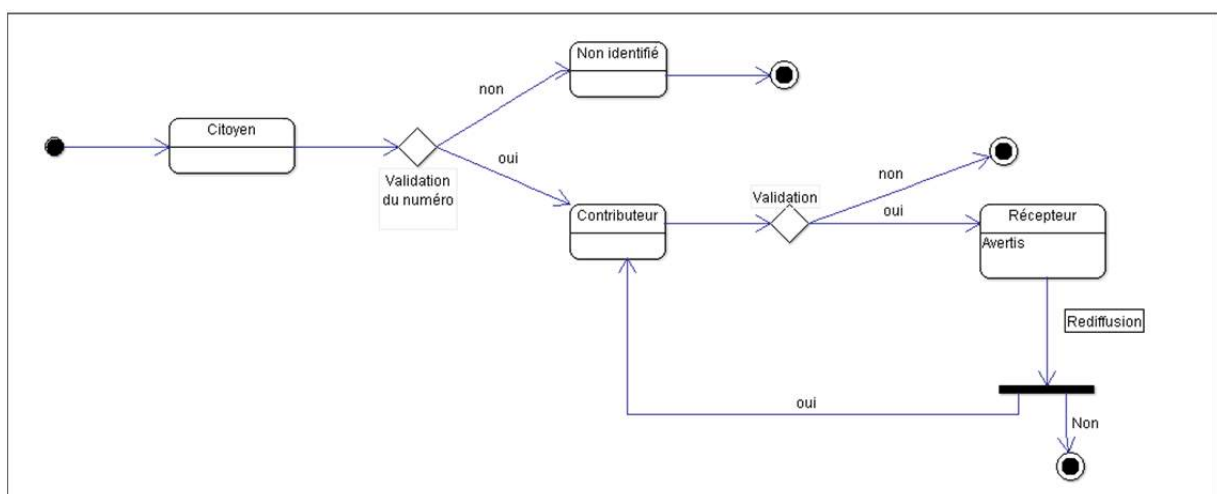 Non identifié
non
Citoyen
oui
Validation
du numéro
Contributeur
Validation
non
oui
Récepteur
Avertis
Rediffusion
oui
Non